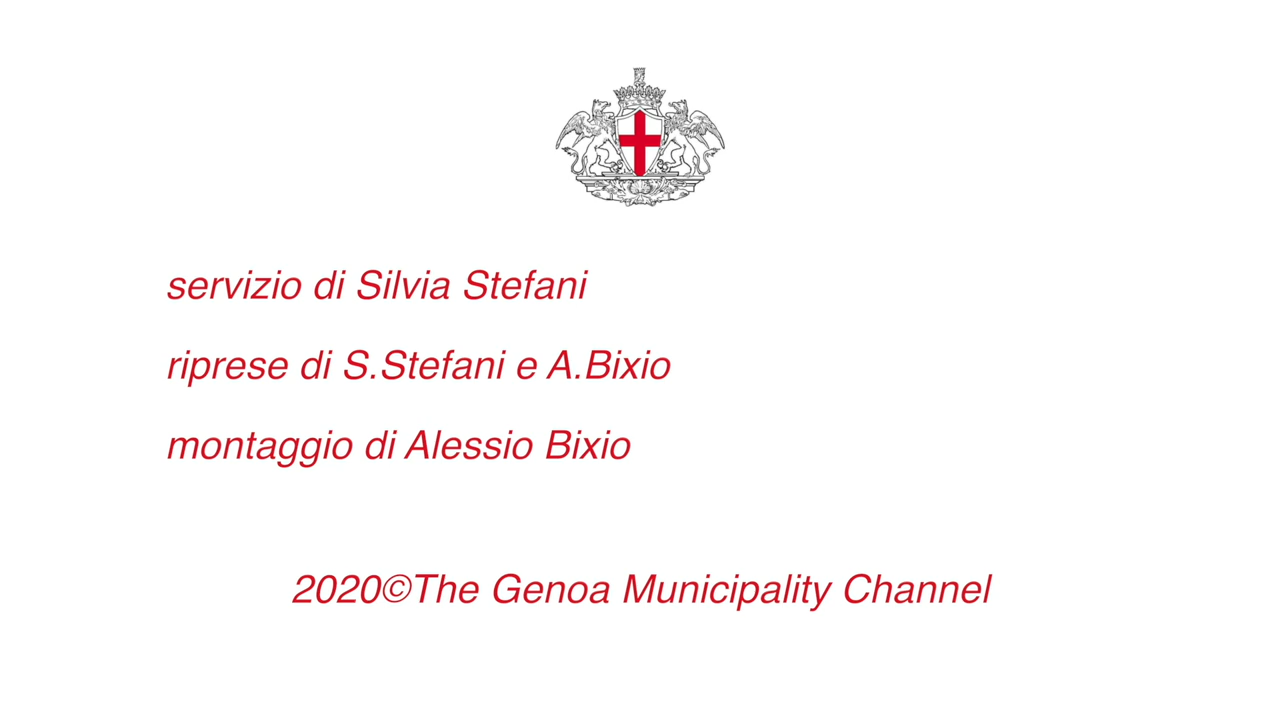 servizio di Silvia Stefani
riprese di S.Stefani e A.Bixio
montaggio di Alessio Bixio
2020©The Genoa Municipality Channel